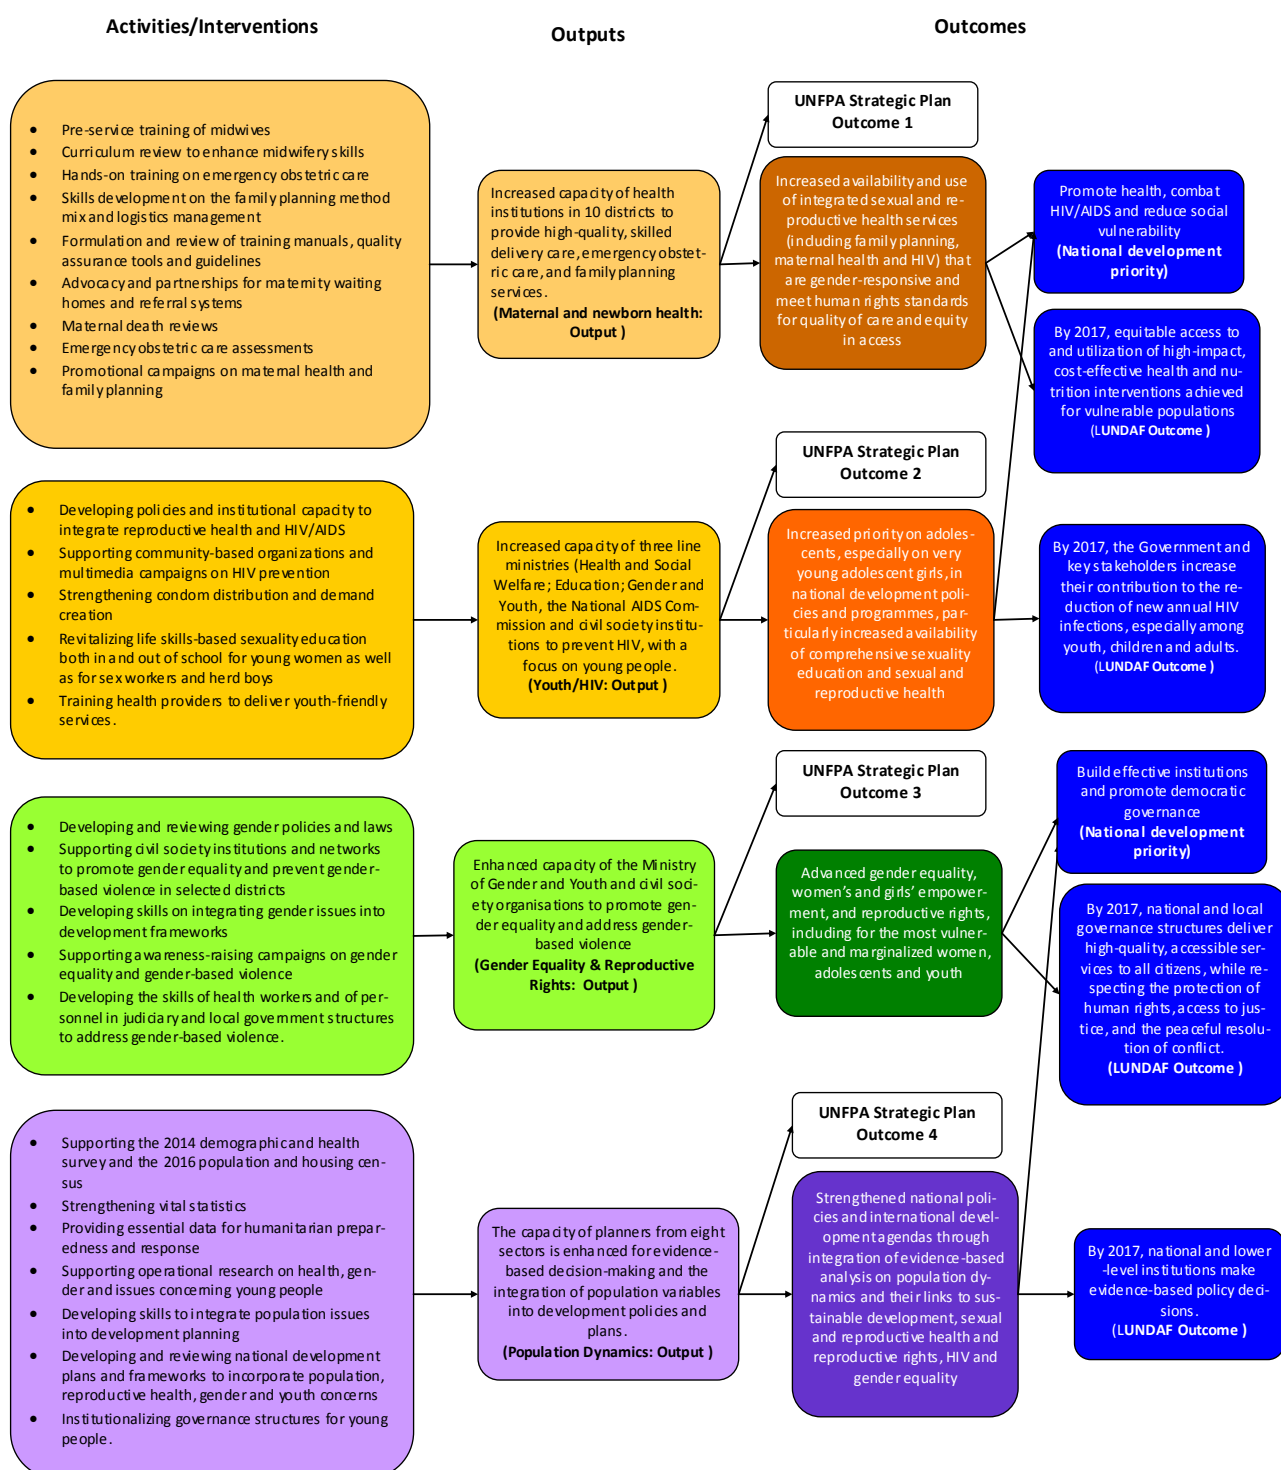 Activities/Interventions
Outputs
Outcomes
• Pre-service training of midwives
• Curriculum review to enhance midwifery skills
• Hands-on training on emergency obstetric care
• Skills development on the family planning method
mix and logistics management
• Formulation and review of training manuals, quality
assurance tools and guidelines
• Advocacy and partnerships for maternity waiting
homes and referral systems
• Maternal death reviews
• Emergency obstetric care assessments
• Promotional campaigns on maternal health and
family planning
Increased capacity of health
institutions in 10 districts to
provide high-quality, skilled
delivery care, emergency obstet-
ric care, and family planning
services.
(Maternal and newborn health:
Output )
UNFPA Strategic Plan
Outcome 1
Increased availability and use
of integrated sexual and re-
productive health services
(including family planning,
maternal health and HIV) that
are gender-responsive and
meet human rights standards
for quality of care and equity
in access
Promote health, combat
HIV/AIDS and reduce social
vulnerability
(National development
priority)
By 2017, equitable access to
and utilization of high-impact,
cost-effective health and nu-
trition interventions achieved
for vulnerable populations
(LUNDAF Outcome )
• Developing policies and institutional capacity to
integrate reproductive health and HIV/AIDS
• Supporting community-based organizations and
multimedia campaigns on HIV prevention
• Strengthening condom distribution and demand
creation
• Revitalizing life skills-based sexuality education
both in and out of school for young women as well
as for sex workers and herd boys
• Training health providers to deliver youth-friendly
services.
Increased capacity of three line
ministries (Health and Social
Welfare; Education; Gender and
Youth, the National AIDS Com-
mission and civil society institu-
tions to prevent HIV, with a
focus on young people.
(Youth/HIV: Output )
UNFPA Strategic Plan
Outcome 2
Increased priority on adoles-
cents, especially on very
young adolescent girls, in
national development policies
and programmes, par-
ticularly increased availability
of comprehensive sexuality
education and sexual and
reproductive health
By 2017, the Government and
key stakeholders increase
their contribution to the re-
duction of new annual HIV
infections, especially among
youth, children and adults.
(LUNDAF Outcome )
• Developing and reviewing gender policies and laws
• Supporting civil society institutions and networks
to promote gender equality and prevent gender-
based violence in selected districts
• Developing skills on integrating gender issues into
development frameworks
• Supporting awareness-raising campaigns on gender
equality and gender-based violence
• Developing the skills of health workers and of per-
sonnel in judiciary and local government structures
to address gender-based violence.
Enhanced capacity of the Ministry
of Gender and Youth and civil soci-
ety organisations to promote gen-
der equality and address gender-
based violence
(Gender Equality & Reproductive
Rights: Output )
UNFPA Strategic Plan
Outcome 3
Advanced gender equality,
women’s and girls’ empower-
ment, and reproductive rights,
including for the most vulner-
able and marginalized women,
adolescents and youth
Build effective institutions
and promote democratic
governance
(National development
priority)
By 2017, national and local
governance structures deliver
high-quality, accessible ser-
vices to all citizens, while re-
specting the protection of
human rights, access to jus-
tice, and the peaceful resolu-
tion of conflict.
(LUNDAF Outcome )
• Supporting the 2014 demographic and health
survey and the 2016 population and housing cen-
sus
• Strengthening vital statistics
• Providing essential data for humanitarian prepar-
edness and response
• Supporting operational research on health, gen-
der and issues concerning young people
• Developing skills to integrate population issues
into development planning
• Developing and reviewing national development
plans and frameworks to incorporate population,
reproductive health, gender and youth concerns
• Institutionalizing governance structures for young
people.
The capacity of planners from eight
sectors is enhanced for evidence-
based decision-making and the
integration of population variables
into development policies and
plans.
(Population Dynamics: Output )
UNFPA Strategic Plan
Outcome 4
Strengthened national poli-
cies and international devel-
opment agendas through
integration of evidence-based
analysis on population dy-
namics and their links to sus-
tainable development, sexual
and reproductive health and
reproductive rights, HIV and
gender equality
By 2017, national and lower
-level institutions make
evidence-based policy deci-
sions.
(LUNDAF Outcome )